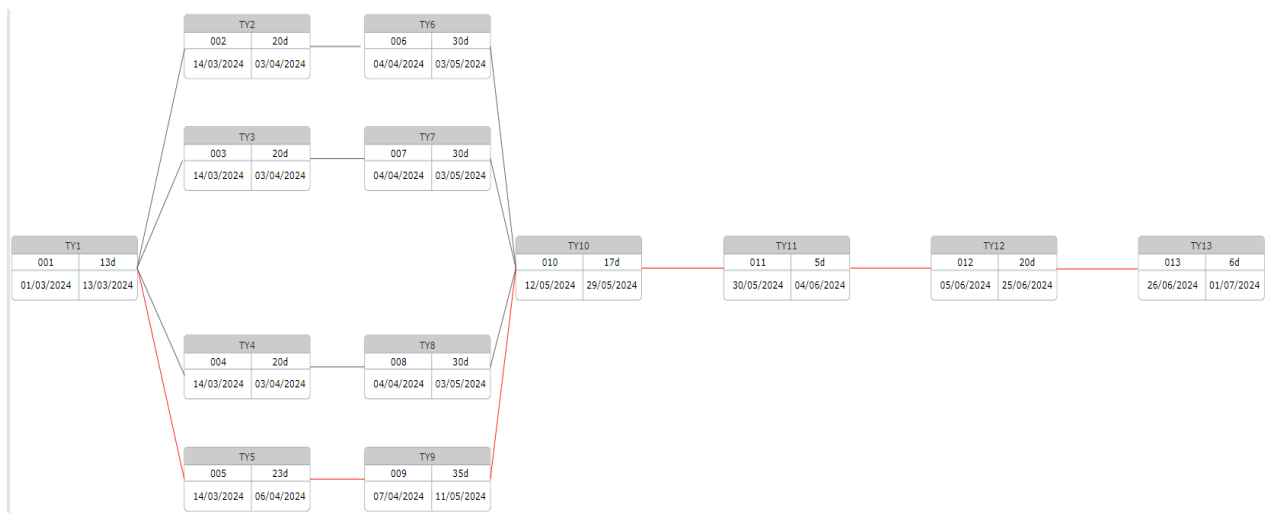 TY2
002 20d
14/03/2024 03/04/2024
TY6
006 30d
04/04/2024 03/05/2024
TY3
003 20d
14/03/2024 03/04/2024
TY7
007 30d
04/04/2024 03/05/2024
TY1
001 13d
01/03/2024 13/03/2024
TY10
010 17d
12/05/2024 29/05/2024
TY11
011 5d
30/05/2024 04/06/2024
TY12
012 20d
05/06/2024 25/06/2024
TY13
013 6d
26/06/2024 01/07/2024
TY4
004 20d
14/03/2024 03/04/2024
TY8
008 30d
04/04/2024 03/05/2024
TY5
005 23d
14/03/2024 06/04/2024
TY9
009 35d
07/04/2024 11/05/2024